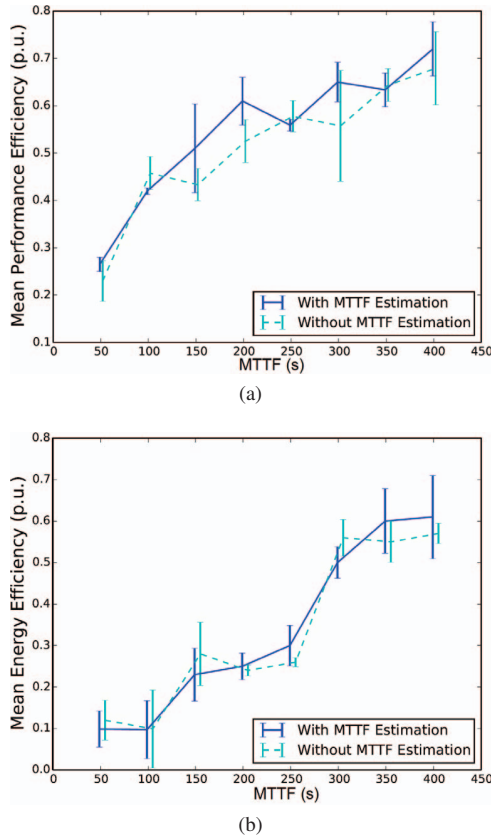 0.8
0.7
0.6
0.5
0.4
0.3
0.2
0.1
Mean Performance Efficiency (p.u.)
With MTTF Estimation
Without MTTF Estimation
0 50 100 150 200 250 300 350 400 450
MTTF (s)
(a)
0.8
0.7
0.6
0.5
0.4
0.3
0.2
0.1
0.0
Mean Energy Efficiency (p.u.)
With MTTF Estimation
Without MTTF Estimation
0 50 100 150 200 250 300 350 400 450
MTTF (s)
(b)